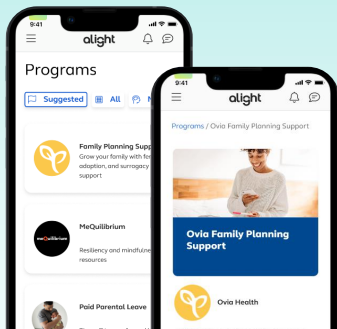 9:41
alight
Programs
Suggested
All
Family Planning Supp
Grow your family with fer
adoption, and surrogacy
support
meQuilibrium
MeQuilibrium
Resiliency and mindfulne
resources
Paid Parental Leave
9:41
alight
Programs / Ovia Family Planning Support
Ovia Family Planning
Support
Ovia Health